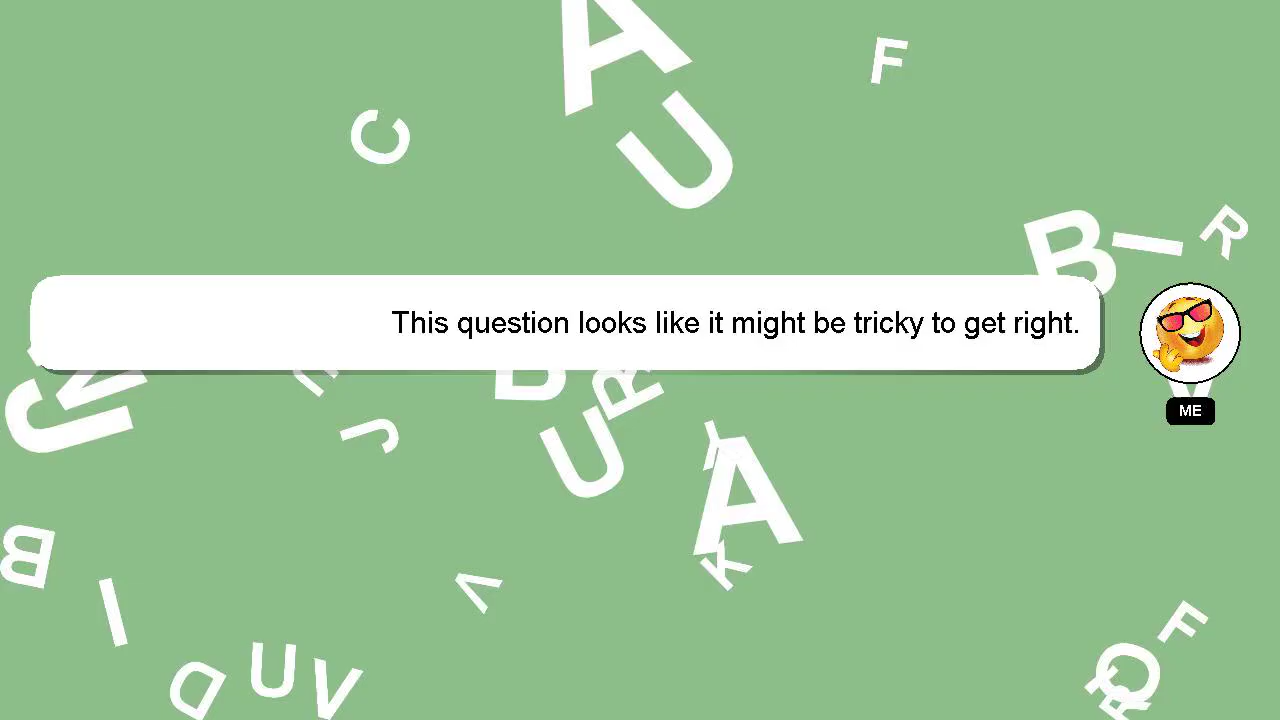 A
F
C
U
B
I
R
This question looks like it might be tricky to get right.
ME
J
B
R
U
J
A
K
B
I
V
D
U
V
F
Q
R